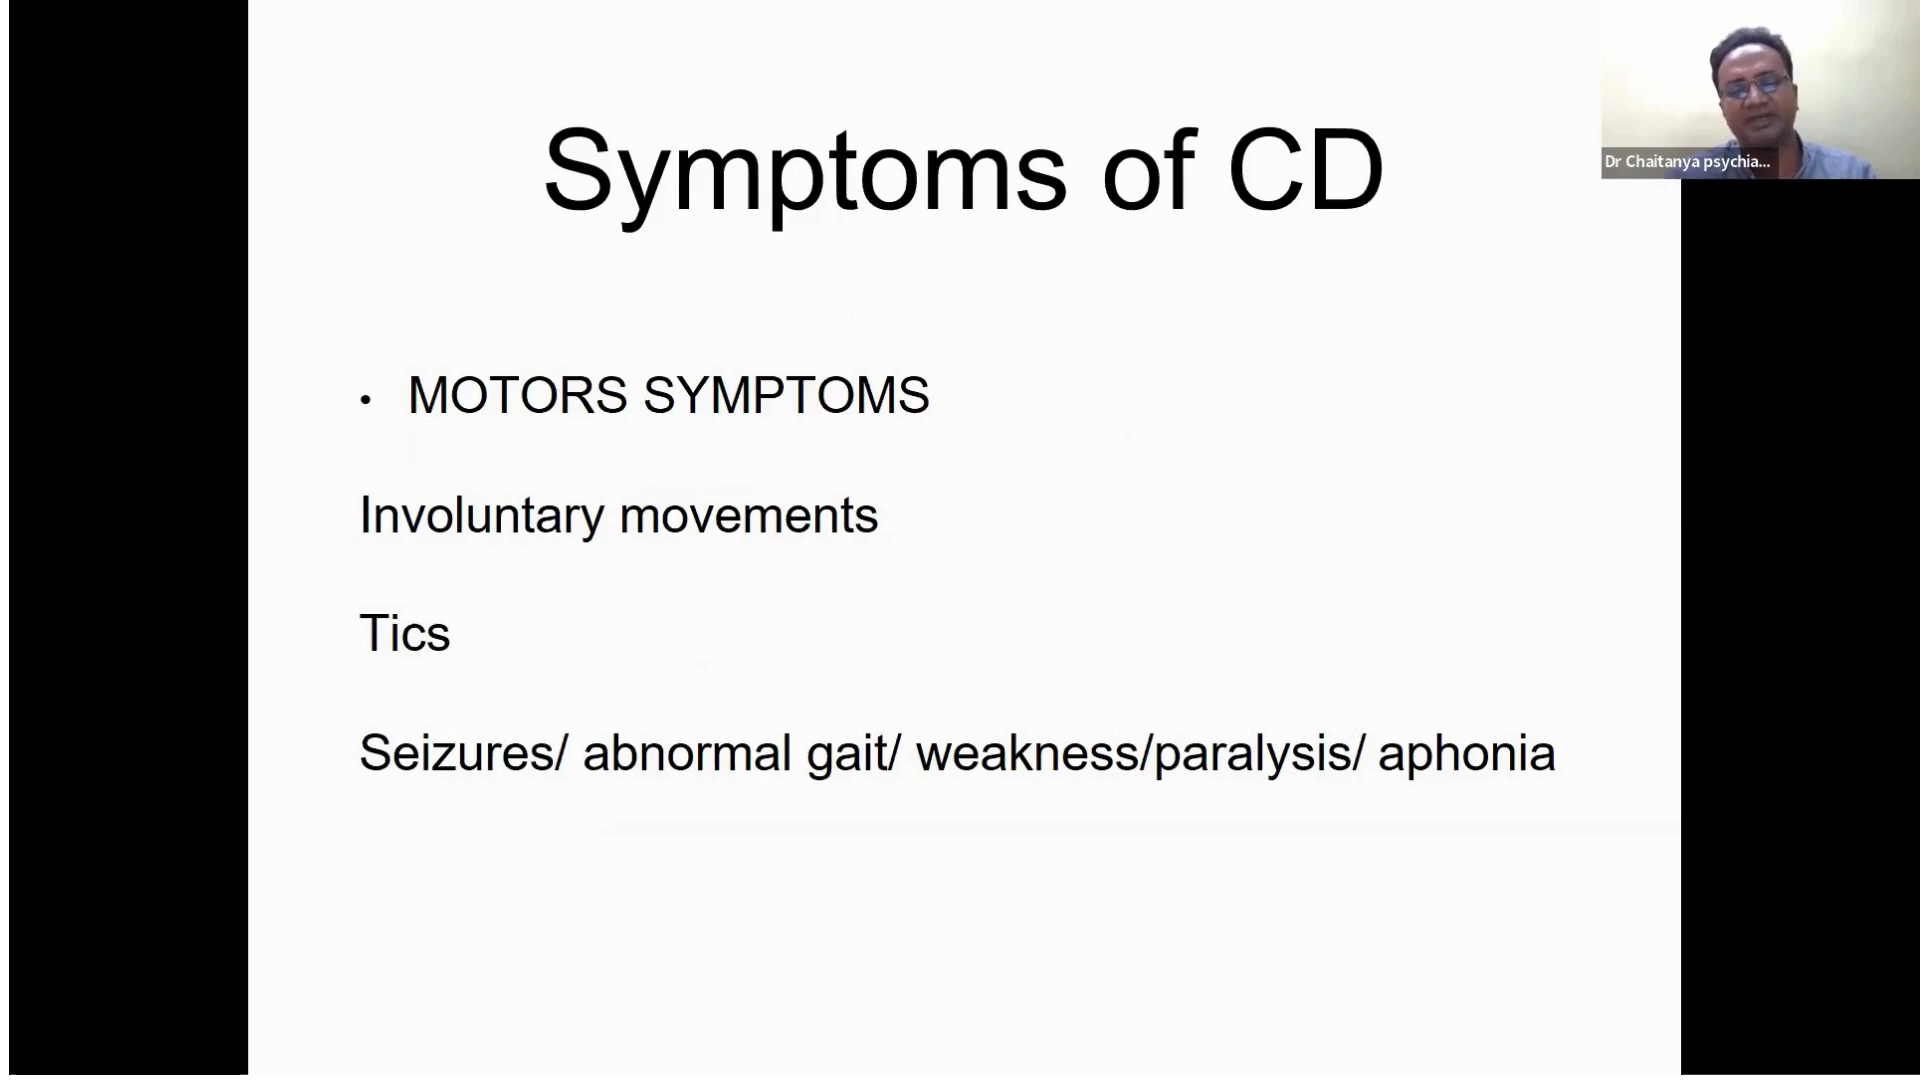 Symptoms of CD
Dr Chaitanya psychia...
• MOTORS SYMPTOMS
Involuntary movements
Tics
Seizures/ abnormal gait/ weakness/paralysis/ aphonia